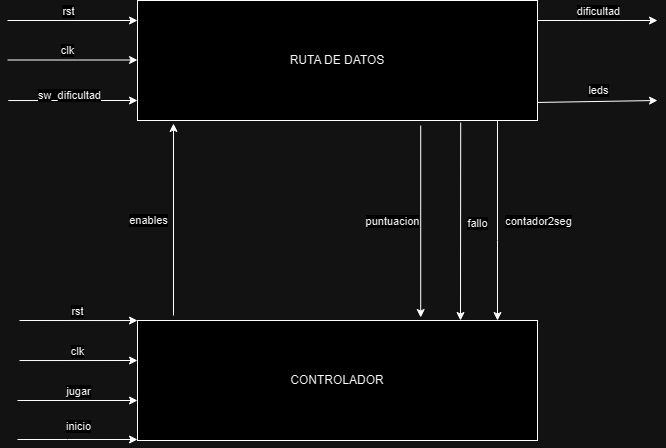 rst
dificultad
clk
RUTA DE DATOS
sw_dificultad
leds
enables
puntuacion
fallo
contador2seg
rst
clk
CONTROLADOR
jugar
inicio